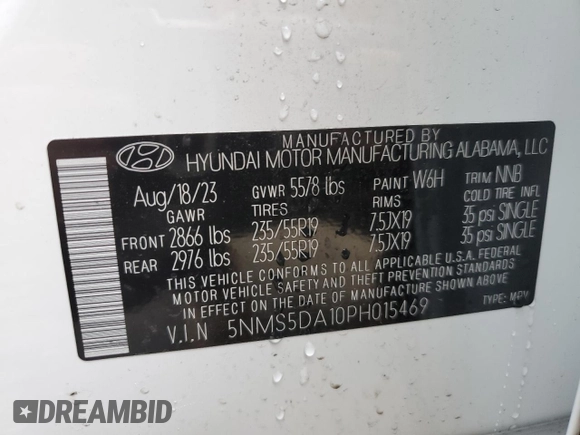 MANUFACTURED BY
HYUNDAI MOTOR MANUFACTURING ALABAMA, LLC
Aug/18/23 GVWR 5578 lbs PAINT W6H TRIM NNB
GAWR TIRES RIMS COLD TIRE INFL
FRONT 2866 lbs 235/55R19 7.5JX19 35 psi SINGLE
REAR 2976 lbs 235/55R19 7.5JX19 35 psi SINGLE
THIS VEHICLE CONFORMS TO ALL APPLICABLE U.S.A. FEDERAL
MOTOR VEHICLE SAFETY AND THEFT PREVENTION STANDARDS
IN EFFECT ON THE DATE OF MANUFACTURE SHOWN ABOVE.
V.I.N 5NMS5DA10PH015469 TYPE: MPV
DREAMBID